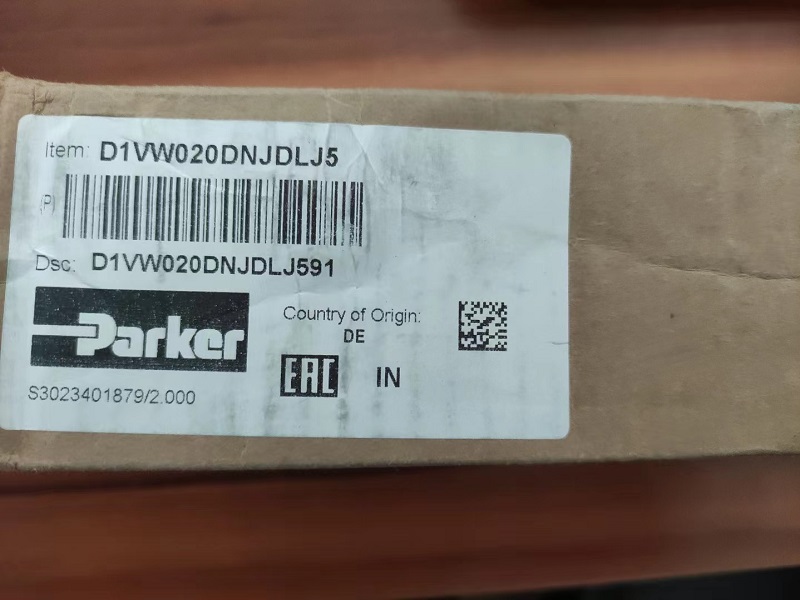 Item: D1VW020DNJDLJ5
(P)
Dsc: D1VW020DNJDLJ591
Parker
Country of Origin:
DE
EAC IN
S3023401879/2.000